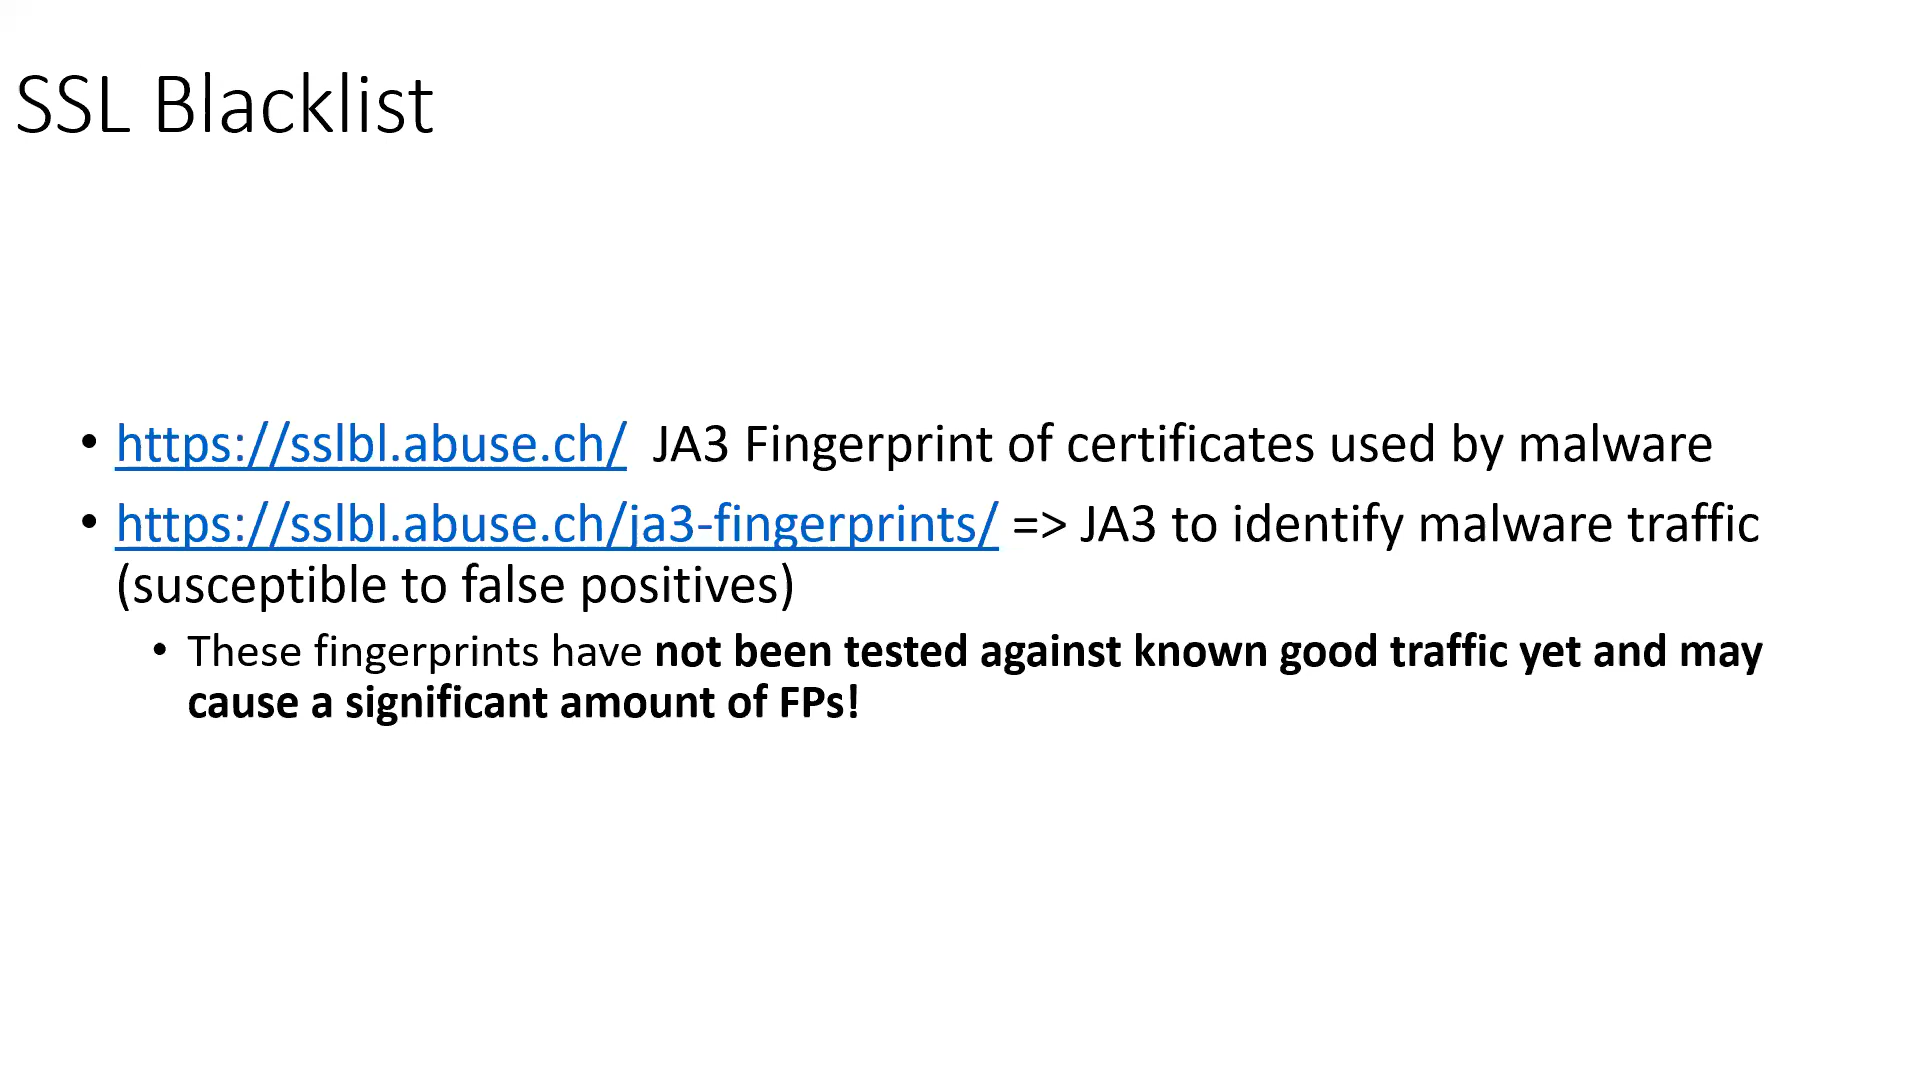 SSL Blacklist
• https://sslbl.abuse.ch/ JA3 Fingerprint of certificates used by malware
• https://sslbl.abuse.ch/ja3-fingerprints/ => JA3 to identify malware traffic
(susceptible to false positives)
• These fingerprints have not been tested against known good traffic yet and may
cause a significant amount of FPs!